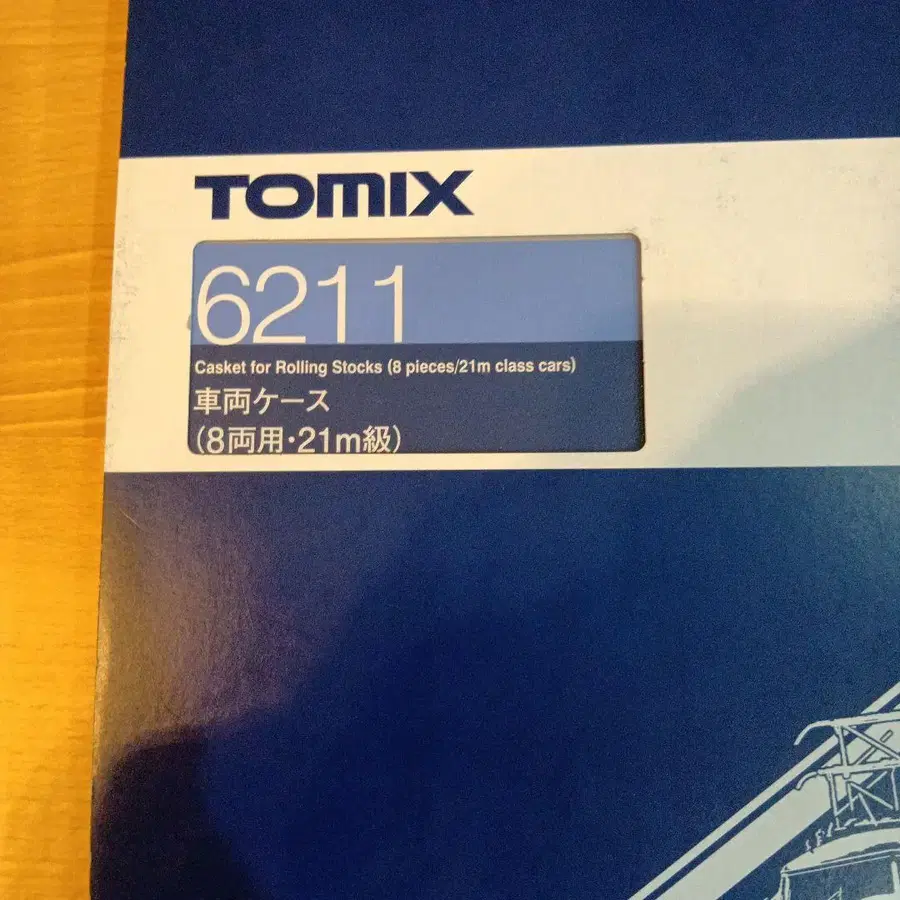 TOMIX
6211
Casket for Rolling Stocks (8 pieces/21m class cars)
車両ケース
(8両用・21m級)